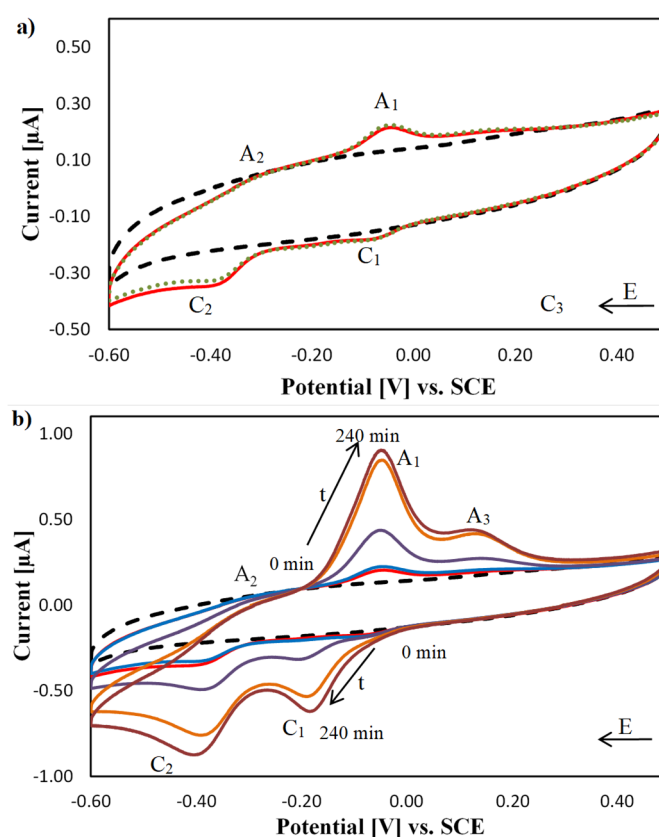 a)
0.60
0.30
0.10
-0.10
-0.30
-0.50
Current [µA]
A1
A2
C1
C2
C3
E
-0.60 -0.40 -0.20 0.00 0.20 0.40
Potential [V] vs. SCE
b)
1.00
0.50
0.00
-0.50
-1.00
Current [µA]
240 min
A1
t
A3
0 min
A2
0 min
t
C1 240 min
C2
E
-0.60 -0.40 -0.20 0.00 0.20 0.40
Potential [V] vs. SCE